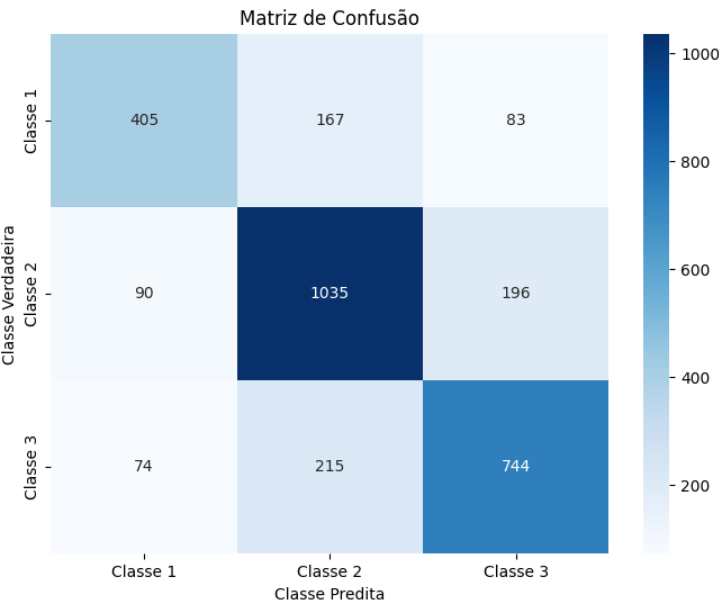 Matriz de Confusão
Classe Verdadeira
Classe 1
405 167 83
Classe 2
90 1035 196
Classe 3
74 215 744
Classe 1 Classe 2 Classe 3
Classe Predita
1000
800
600
400
200